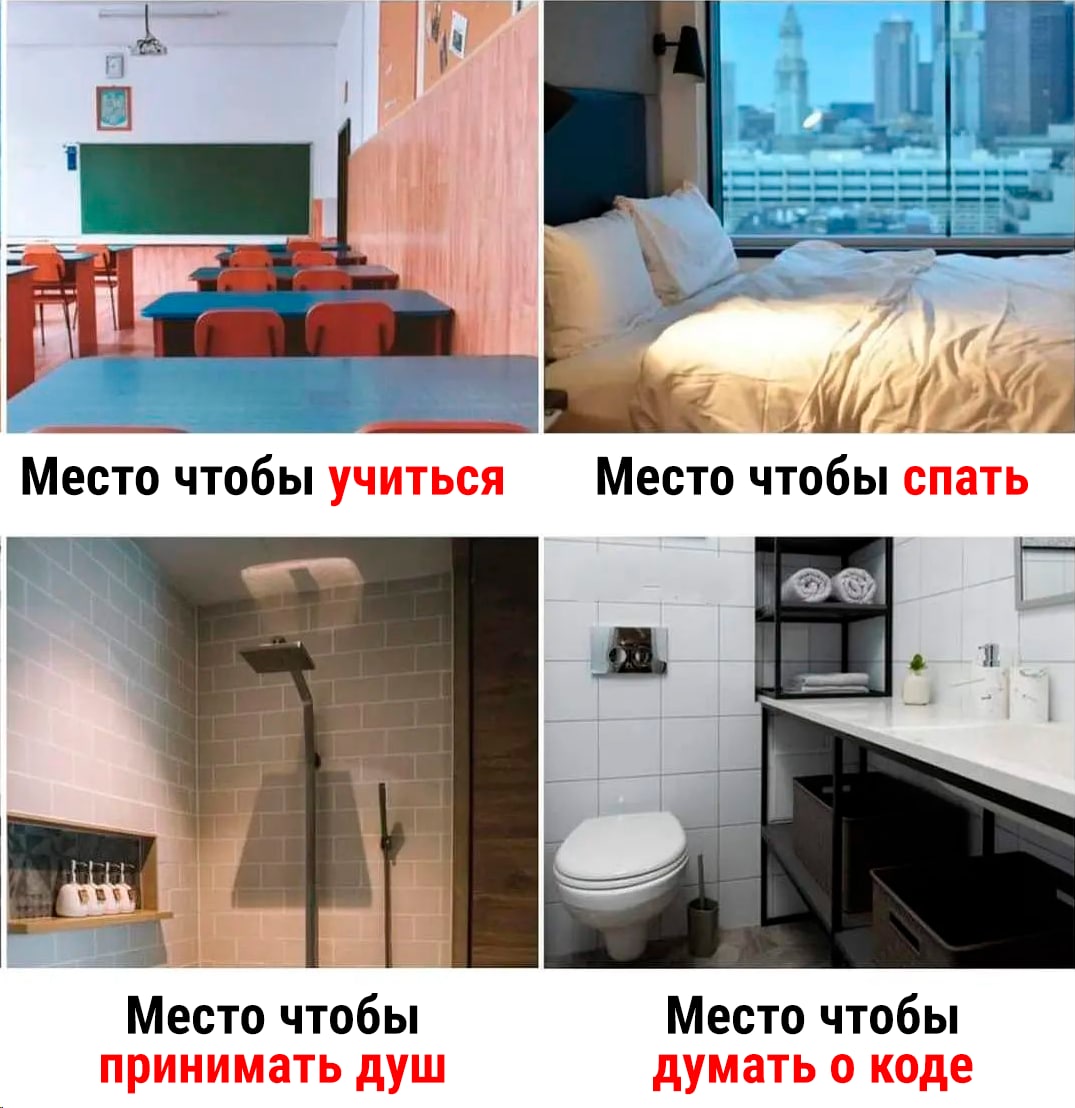 Место чтобы учиться
Место чтобы спать
Место чтобы
принимать душ
Место чтобы
думать о коде